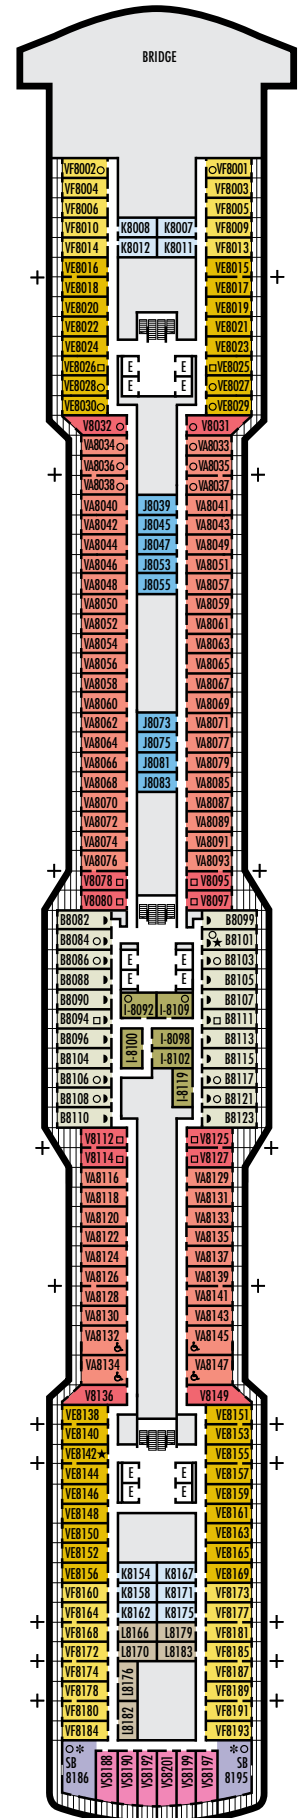 BRIDGE
VF8002 VF8001
VF8004 VF8003
VF8006 VF8005
VF8010 K8008 K8007 VF8009
VF8014 K8012 K8011 VF8013
VE8016 VE8015
VE8018 VE8017
VE8020 VE8019
VE8022 VE8021
VE8024 VE8023
VE8026 E E VE8025
VE8028 E E VE8027
VE8030 VE8029
V8032 V8031
VA8034 VA8033
VA8036 VA8035
VA8038 VA8037
VA8040 J8039 VA8041
VA8042 J8045 VA8043
VA8044 J8047 VA8049
VA8046 J8053 VA8051
VA8048 J8055 VA8057
VA8050 VA8059
VA8052 VA8061
VA8054 VA8063
VA8056 VA8065
VA8058 VA8067
VA8060 VA8069
VA8062 J8073 VA8071
VA8064 J8075 VA8077
VA8066 J8081 VA8079
VA8068 J8083 VA8085
VA8070 VA8087
VA8072 VA8089
VA8074 VA8091
VA8076 VA8093
V8078 V8095
V8080 V8097
B8082 B8099
B8084 B8101
B8086 E E B8103
B8088 E E B8105
B8090 I-8092 I-8109 B8107
B8094 B8111
B8096 I-8100 I-8098 B8113
B8104 I-8102 B8115
B8106 I-8119 B8117
B8108 B8121
B8110 B8123
V8112 V8125
V8114 V8127
VA8116 VA8129
VA8118 VA8131
VA8120 VA8133
VA8122 VA8135
VA8124 VA8137
VA8126 VA8139
VA8128 VA8141
VA8130 VA8143
VA8132 VA8145
VA8134 VA8147
V8136 V8149
VE8138 VE8151
VE8140 VE8153
VE8142 VE8155
VE8144 E E VE8157
VE8146 E E VE8159
VE8148 VE8161
VE8150 VE8163
VE8152 VE8165
VE8156 K8154 K8167 VE8169
VF8160 K8158 K8171 VF8173
VF8164 K8162 K8175 VF8177
VF8168 L8166 L8179 VF8181
VF8172 L8170 L8183 VF8185
VF8174 L8176 VF8187
VF8178 VF8189
VF8180 L8182 VF8191
VF8184 VF8193
SB 8186 VS8188 VS8190 VS8192 VS8201 VS8199 VS8197 SB 8195